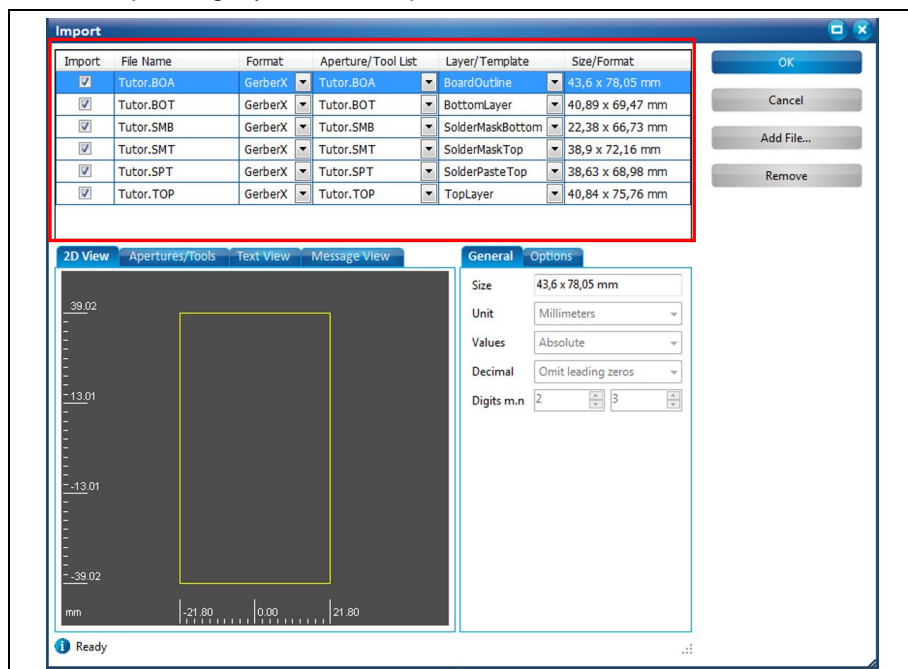 Import
Import File Name Format Aperture/Tool List Layer/Template Size/Format
Tutor.BOA GerberX Tutor.BOA BoardOutline 43,6 x 78,05 mm
Tutor.BOT GerberX Tutor.BOT BottomLayer 40,89 x 69,47 mm
Tutor.SMB GerberX Tutor.SMB SolderMaskBottom 22,38 x 66,73 mm
Tutor.SMT GerberX Tutor.SMT SolderMaskTop 38,9 x 72,16 mm
Tutor.SPT GerberX Tutor.SPT SolderPasteTop 38,63 x 68,98 mm
Tutor.TOP GerberX Tutor.TOP TopLayer 40,84 x 75,76 mm
OK
Cancel
Add File...
Remove
2D View Apertures/Tools Text View Message View
39.02
13.01
-13.01
-39.02
mm -21.80 0.00 21.80
General Options
Size 43,6 x 78,05 mm
Unit Millimeters
Values Absolute
Decimal Omit leading zeros
Digits m.n 2 3
Ready